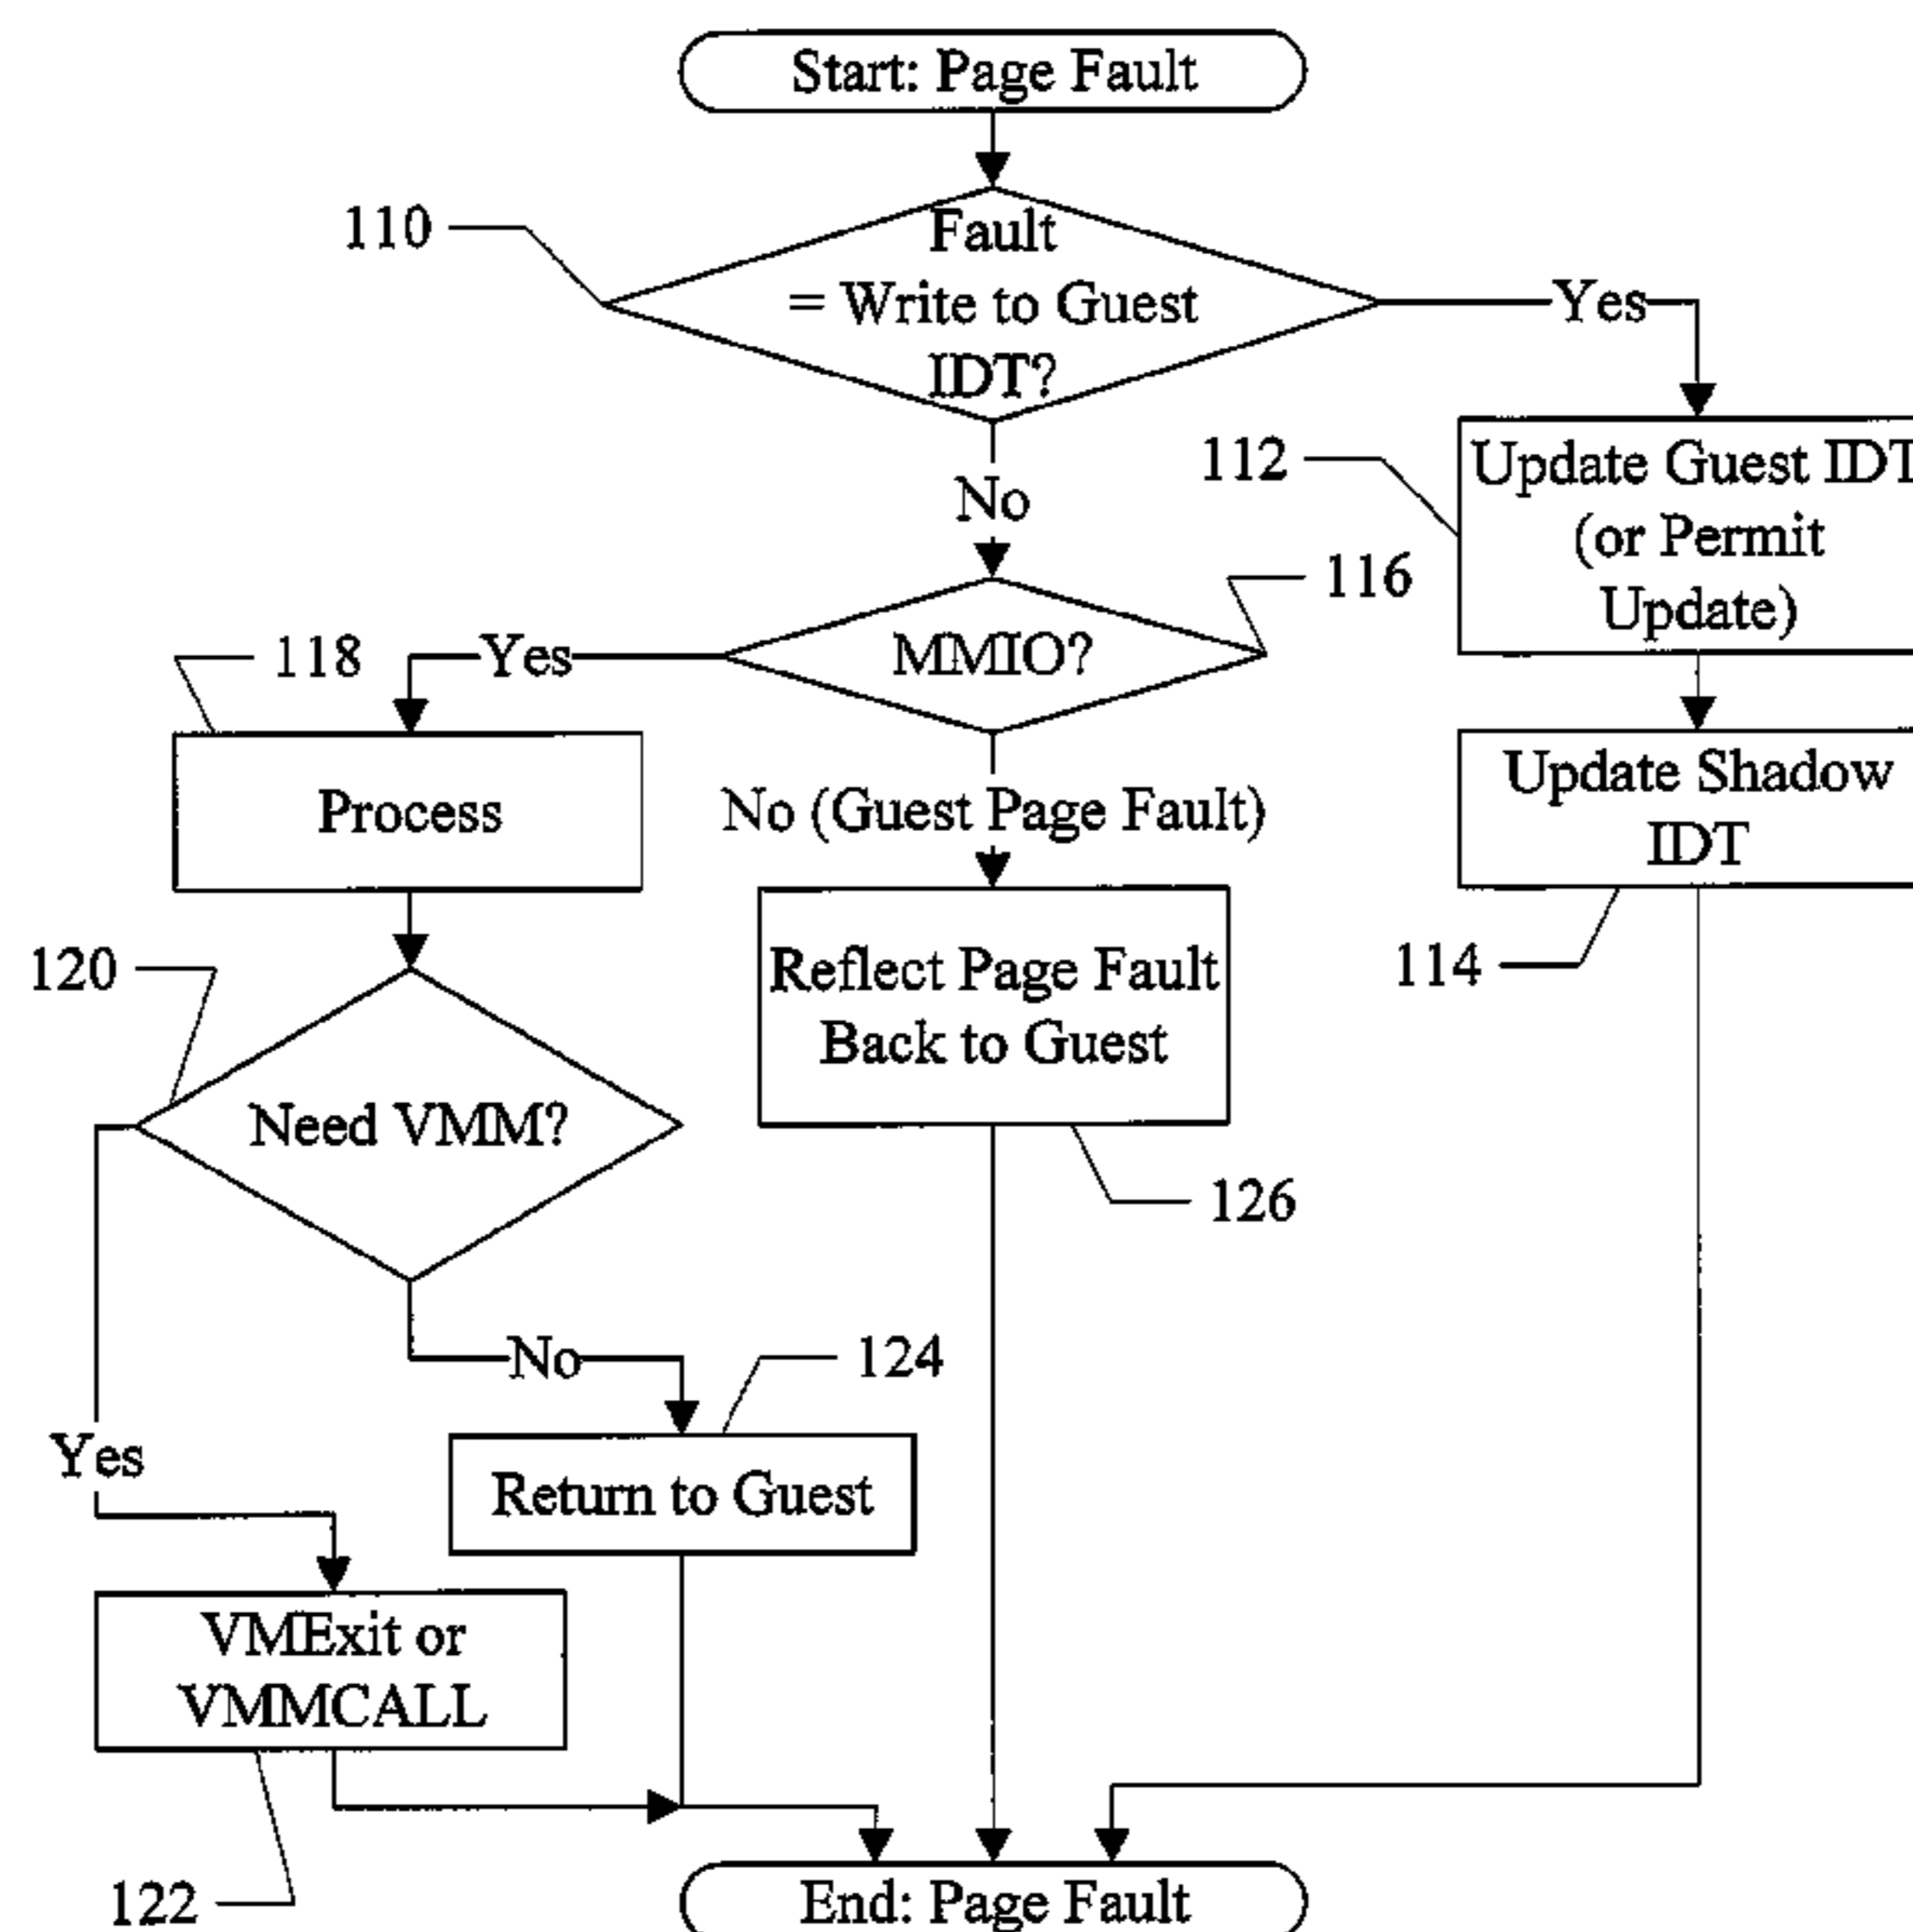 Start: Page Fault
110
Fault
= Write to Guest
IDT?
Yes
No
112
Update Guest IDT
(or Permit
Update)
116
MMIO?
Yes
118
Process
No (Guest Page Fault)
Update Shadow
IDT
114
120
Need VMM?
Reflect Page Fault
Back to Guest
126
No
124
Yes
Return to Guest
VMExit or
VMMCALL
122
End: Page Fault